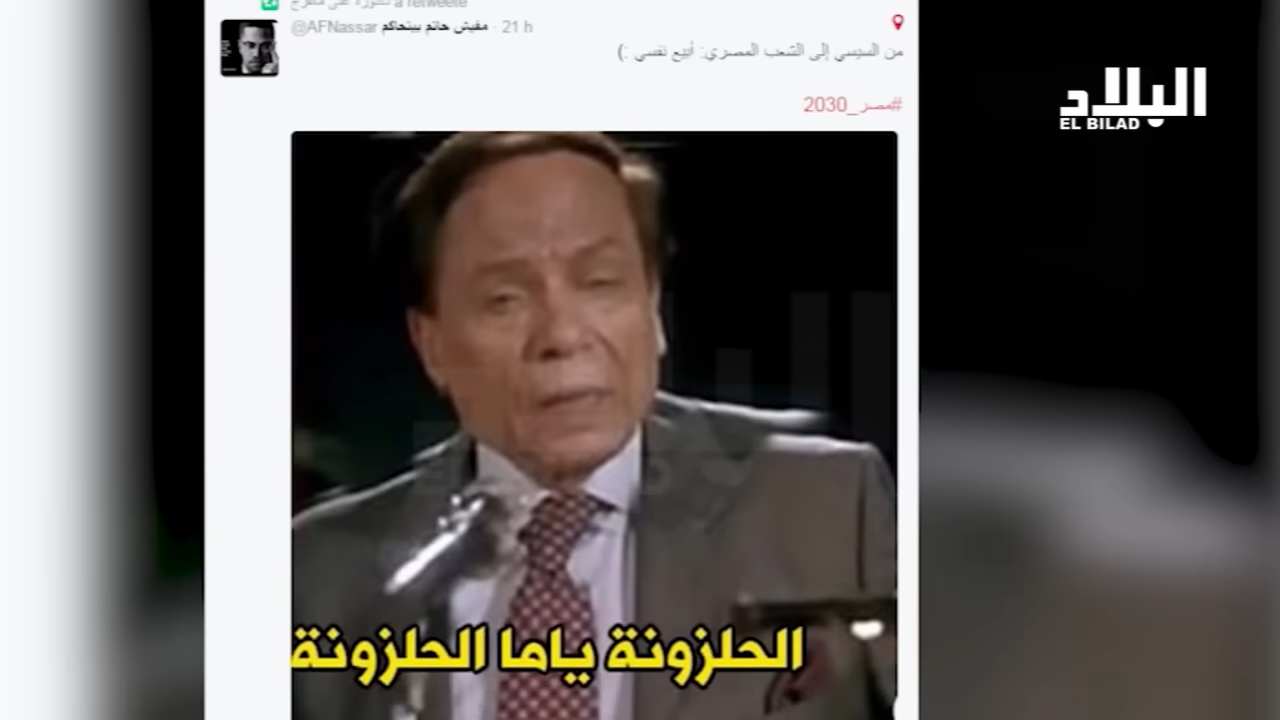 a retweeté
@AFNassar مفيش حاتم بيتحاكم · 21 h
من السيسي إلى الشعب المصري: أبيع نفسي :)
#مصر_2030
البلاد
EL BILAD
الحلزونة ياما الحلزونة